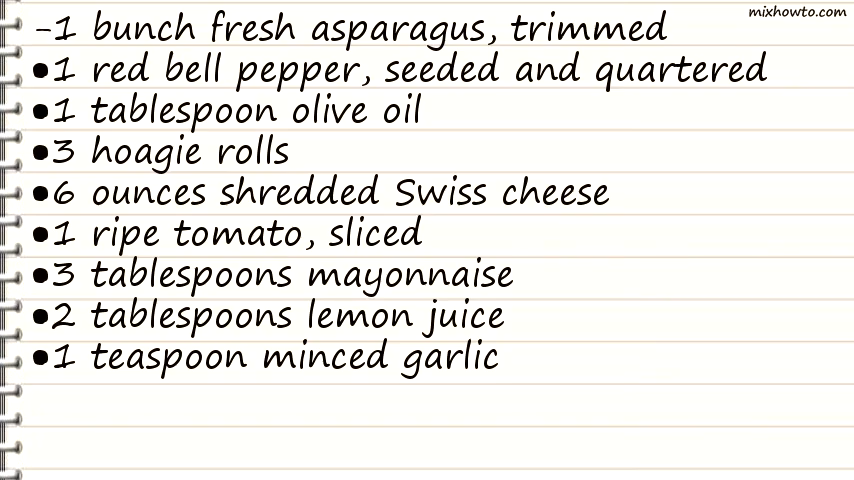 mixhowto.com
-1 bunch fresh asparagus, trimmed
•1 red bell pepper, seeded and quartered
•1 tablespoon olive oil
•3 hoagie rolls
•6 ounces shredded Swiss cheese
•1 ripe tomato, sliced
•3 tablespoons mayonnaise
•2 tablespoons lemon juice
•1 teaspoon minced garlic